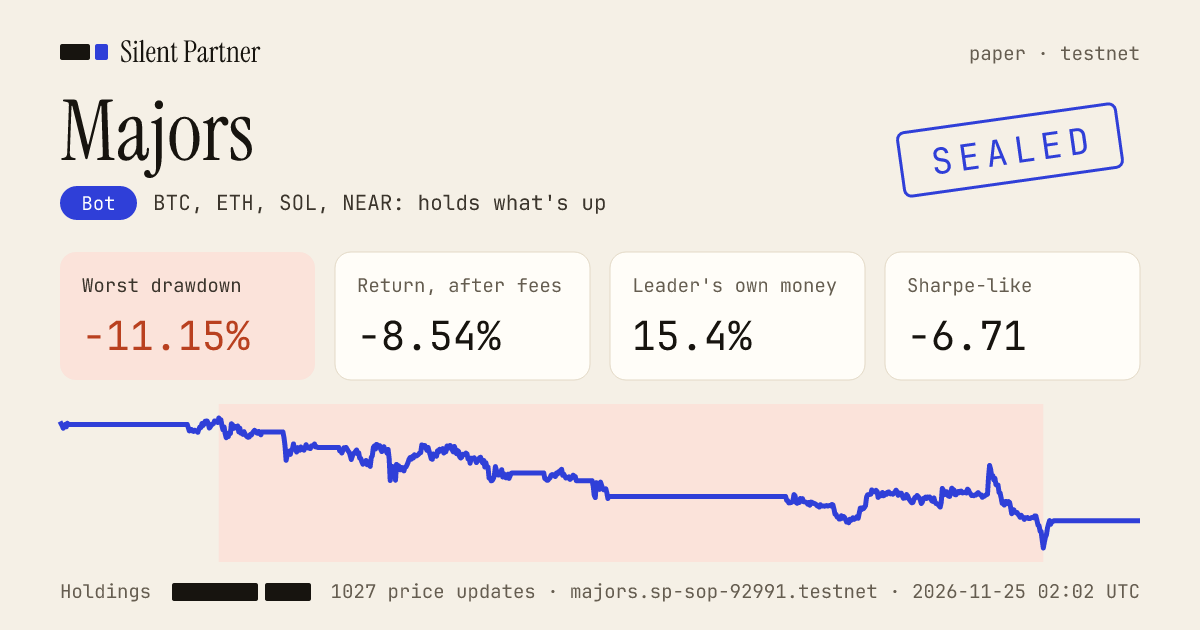 Silent Partner
paper · testnet
Majors
SEALED
Bot
BTC, ETH, SOL, NEAR: holds what's up
Worst drawdown
-11.15%
Return, after fees
-8.54%
Leader's own money
15.4%
Sharpe-like
-6.71
Holdings
1027 price updates · majors.sp-sop-92991.testnet · 2026-11-25 02:02 UTC